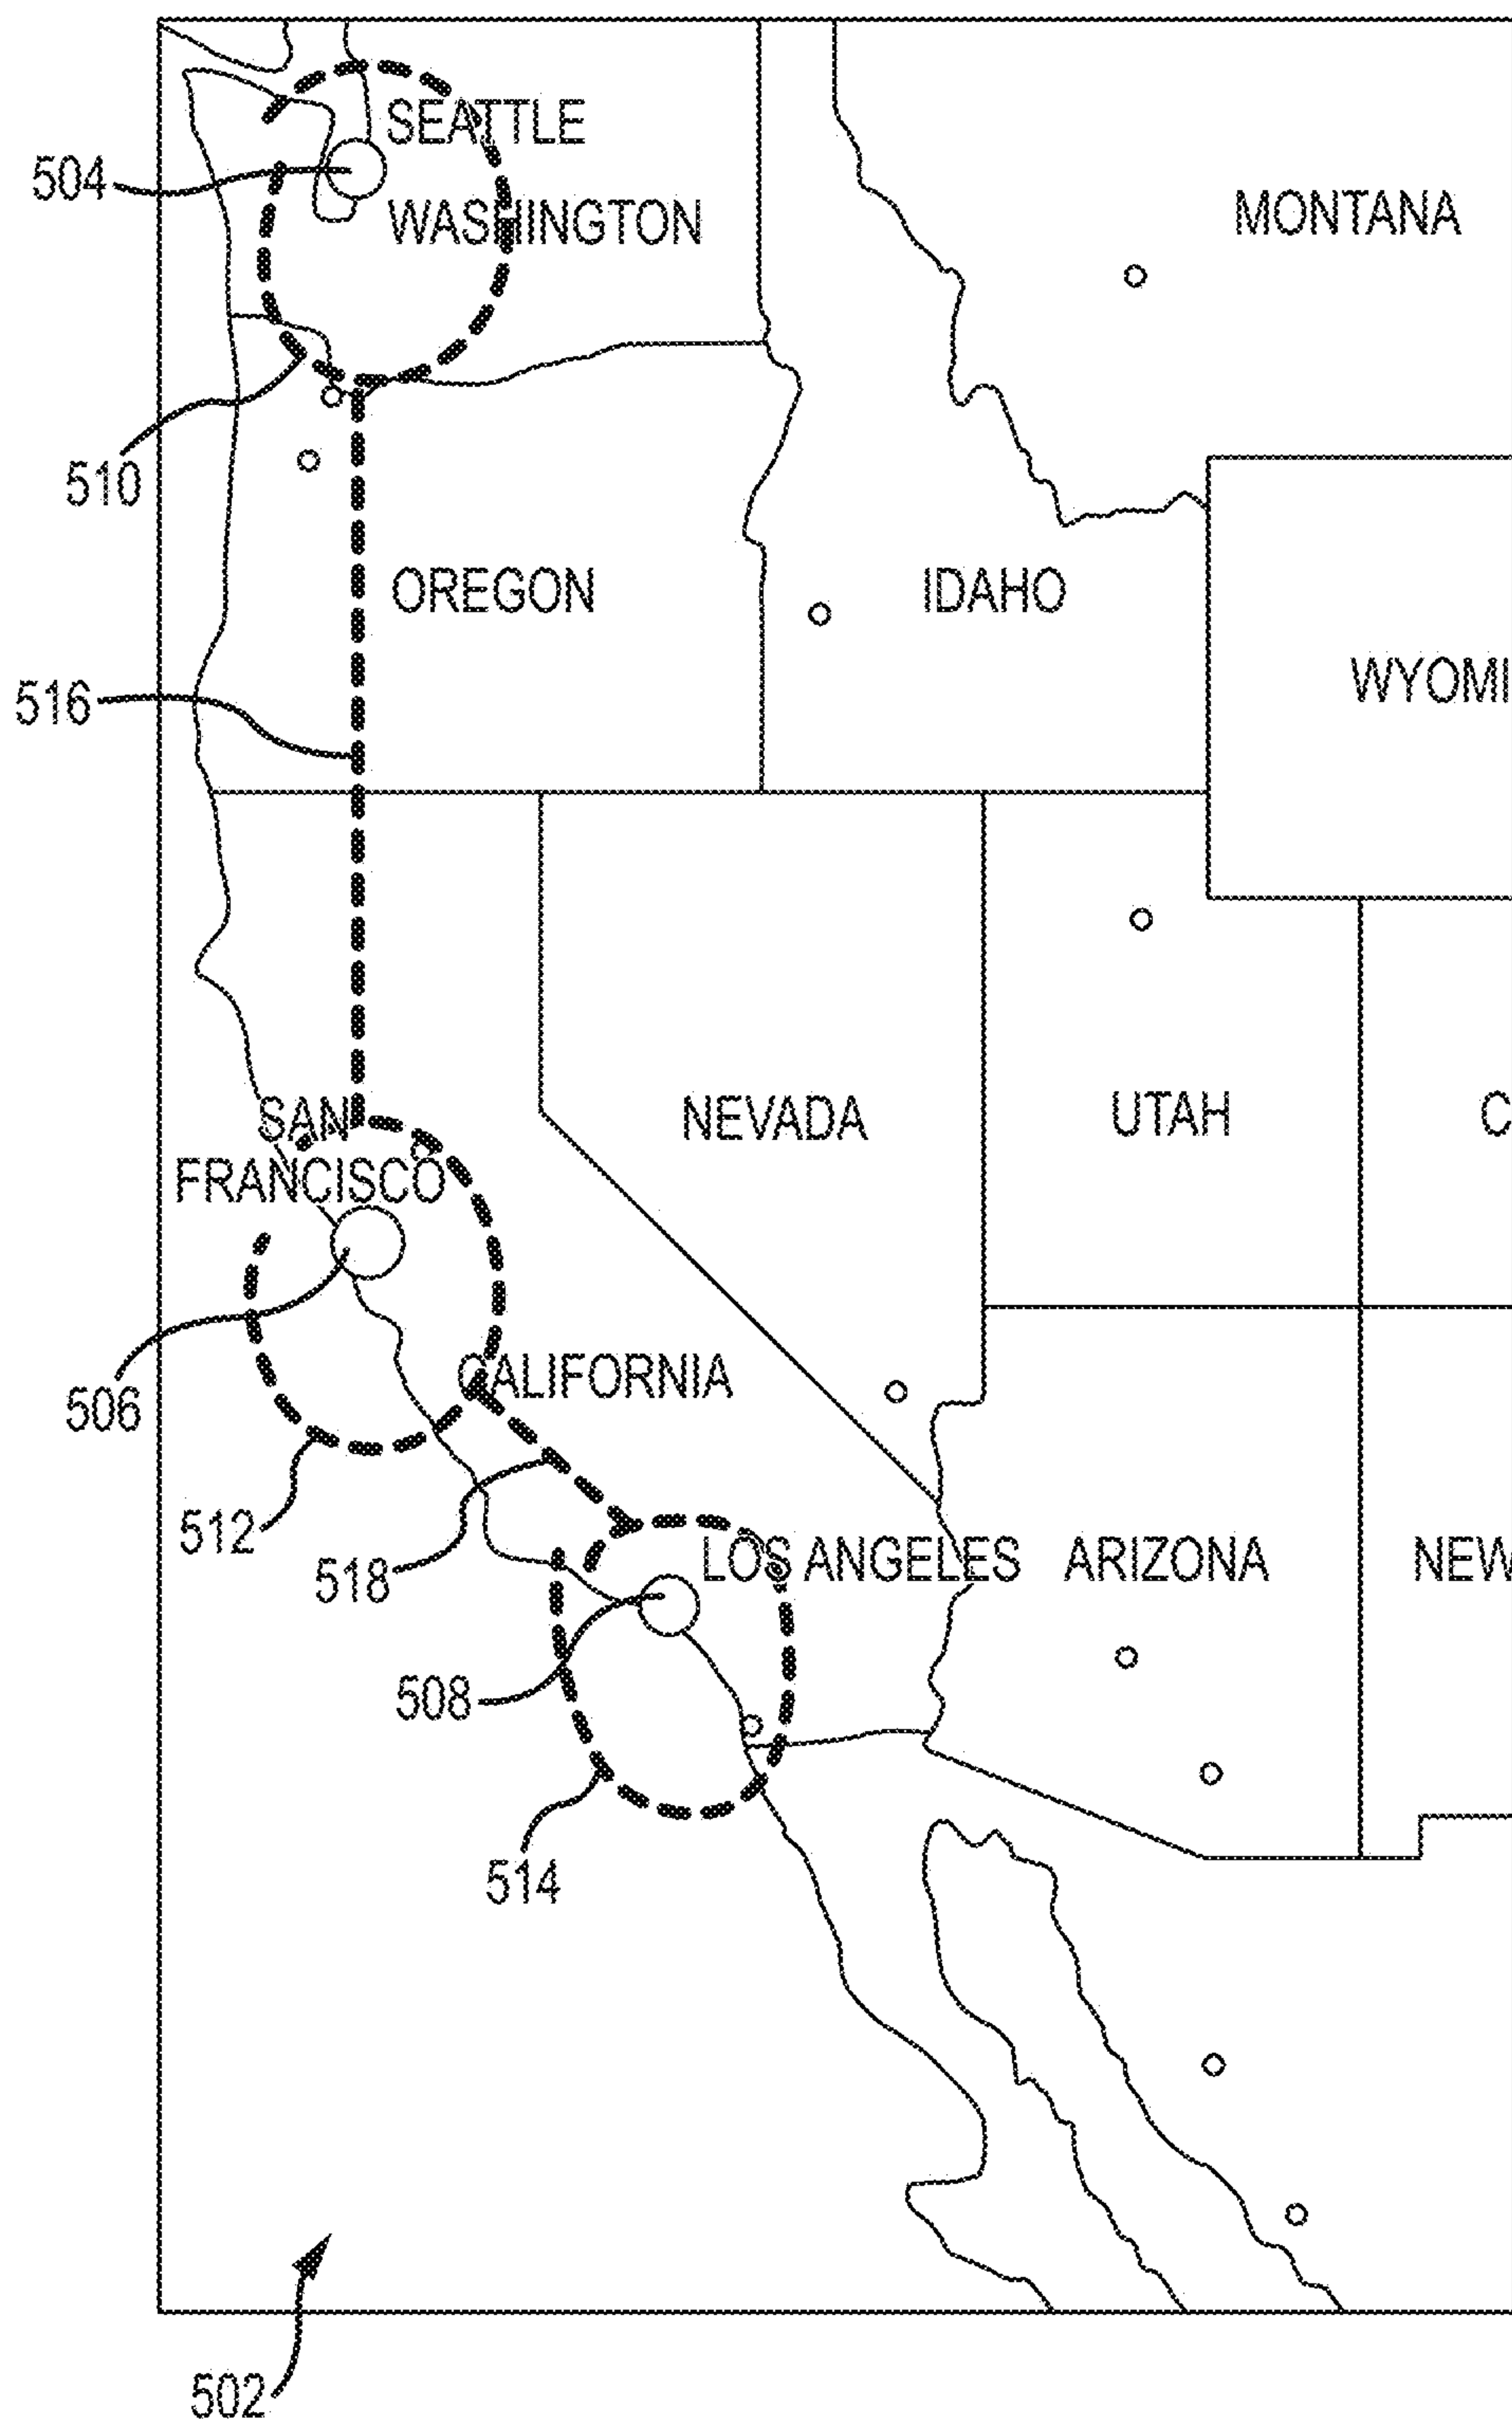 SEATTLE
504
WASHINGTON
MONTANA
510
OREGON
IDAHO
516
WYOMI
SAN
FRANCISCO
NEVADA
UTAH
C
506
CALIFORNIA
512
518
LOS ANGELES
ARIZONA
NEW
508
514
502